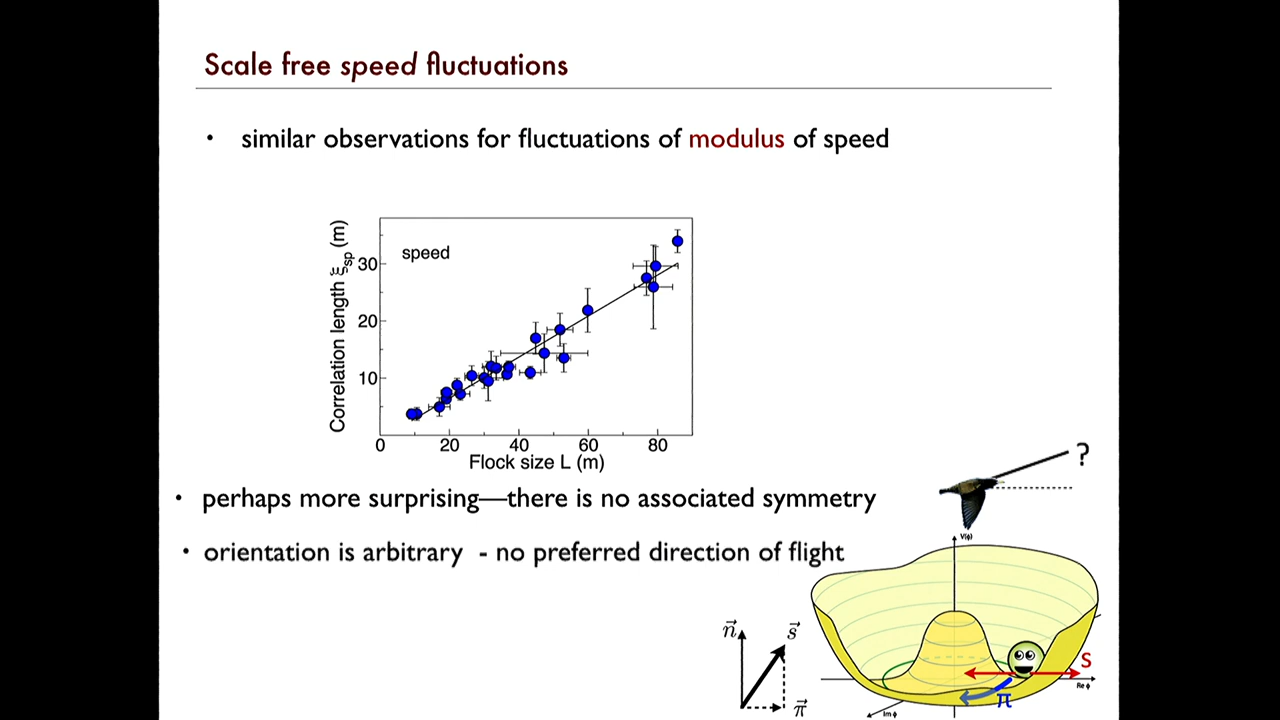 Scale free speed fluctuations
• similar observations for fluctuations of modulus of speed
speed
Correlation length ξsp (m)
30
20
10
0 20 40 60 80
Flock size L (m)
?
• perhaps more surprising—there is no associated symmetry
• orientation is arbitrary - no preferred direction of flight
V(ϕ)
n⃗
s⃗
π⃗
S
π
Re ϕ
Im ϕ